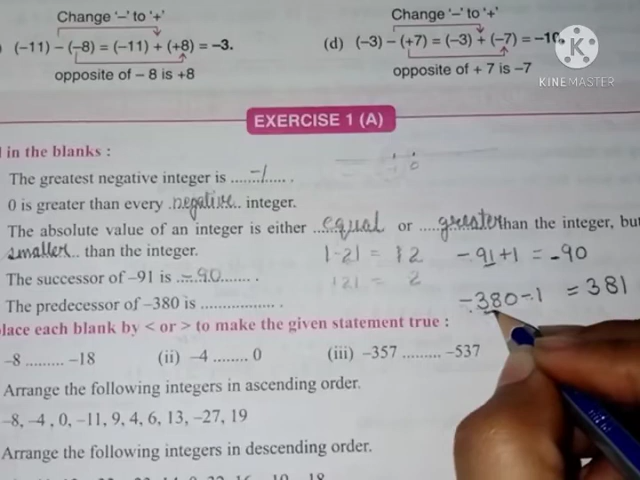 Change '–' to '+'
(–11) – (–8) = (–11) + (+8) = –3.
opposite of – 8 is +8
Change '–' to '+'
(d) (–3) – (+7) = (–3) + (–7) = –10.
opposite of + 7 is –7
KINEMASTER
EXERCISE 1 (A)
in the blanks :
The greatest negative integer is ....–1.... .
0 is greater than every .negative.. integer.
The absolute value of an integer is either ...equal or ....greater than the integer, but
smaller.. than the integer.
|-2| = 12 -91+1 = -90
The successor of –91 is ..–90....... .
|2| = 2
The predecessor of –380 is .................. .
-380-1 = 381
place each blank by < or > to make the given statement true :
–8 ......... –18 (ii) –4 ........ 0 (iii) –357 ......... –537
Arrange the following integers in ascending order.
–8, –4, 0, –11, 9, 4, 6, 13, –27, 19
Arrange the following integers in descending order.